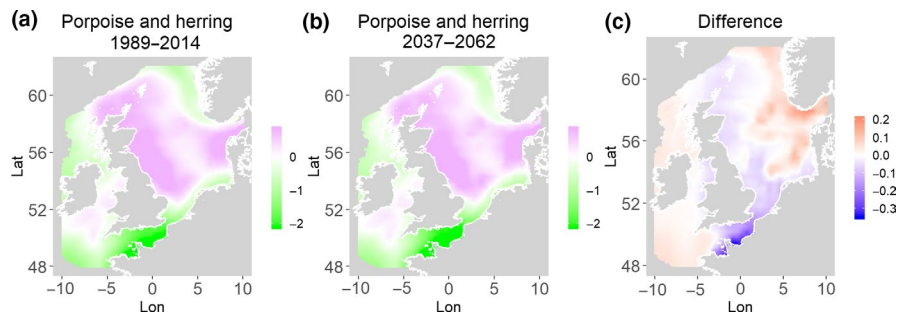 (a) Porpoise and herring
1989–2014
60
56
52
48
Lat
−10 −5 0 5 10
Lon
0
−1
−2
(b) Porpoise and herring
2037–2062
60
56
52
48
Lat
−10 −5 0 5 10
Lon
0
−1
−2
(c) Difference
60
56
52
48
Lat
−10 −5 0 5 10
Lon
0.2
0.1
0.0
−0.1
−0.2
−0.3